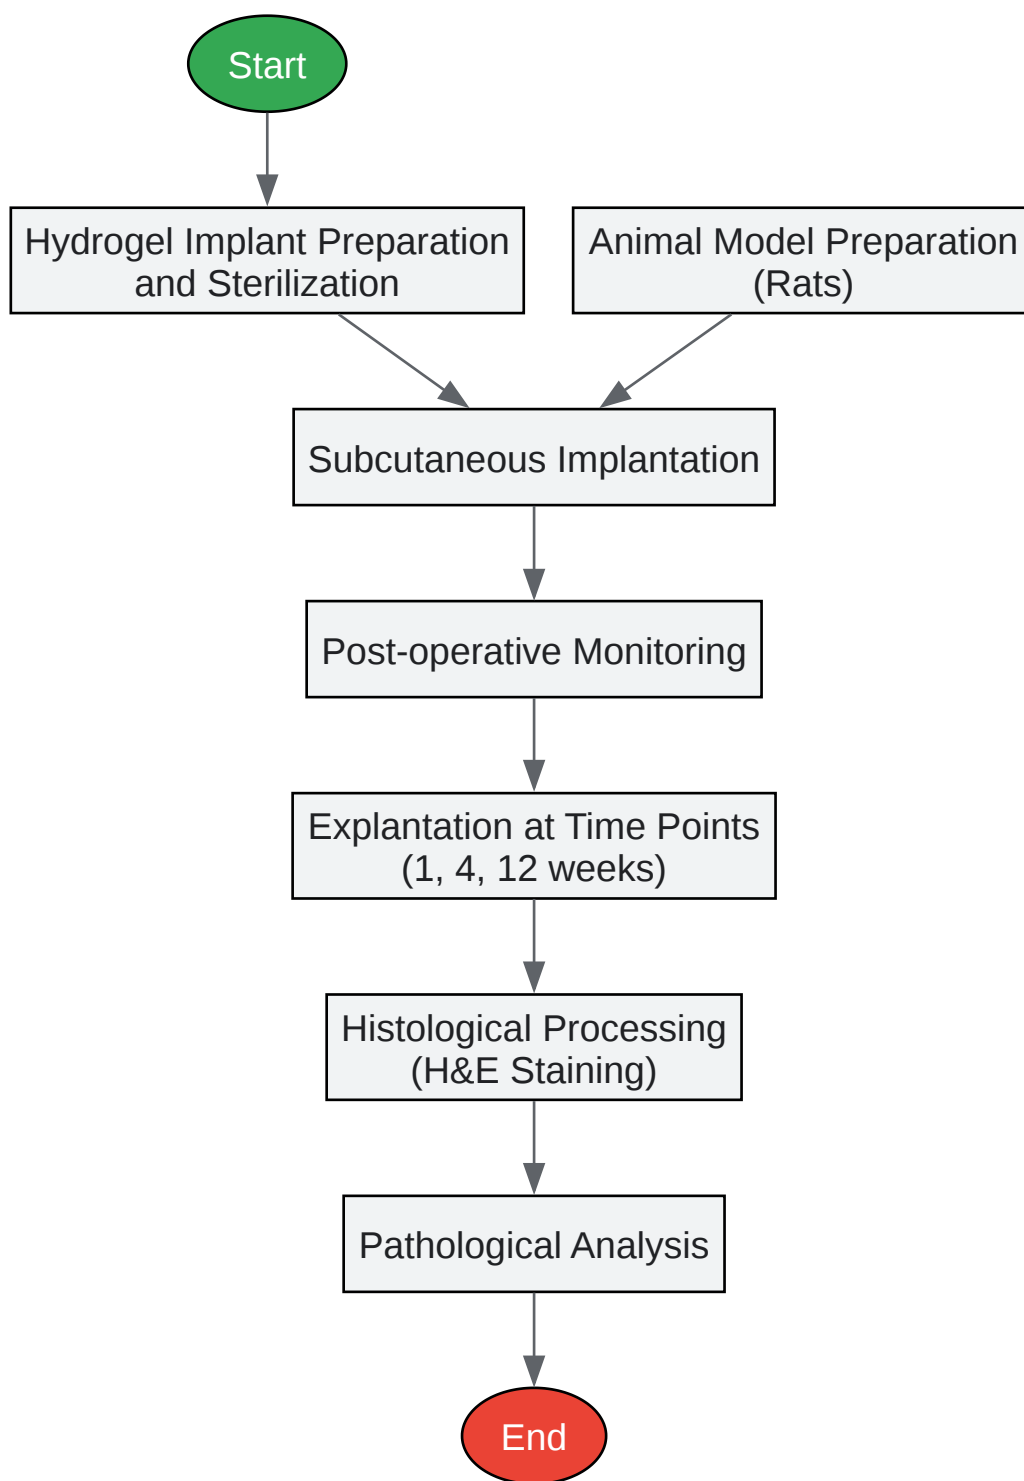 Start
Hydrogel Implant Preparation
and Sterilization
Animal Model Preparation
(Rats)
Subcutaneous Implantation
Post-operative Monitoring
Explantation at Time Points
(1, 4, 12 weeks)
Histological Processing
(H&E Staining)
Pathological Analysis
End